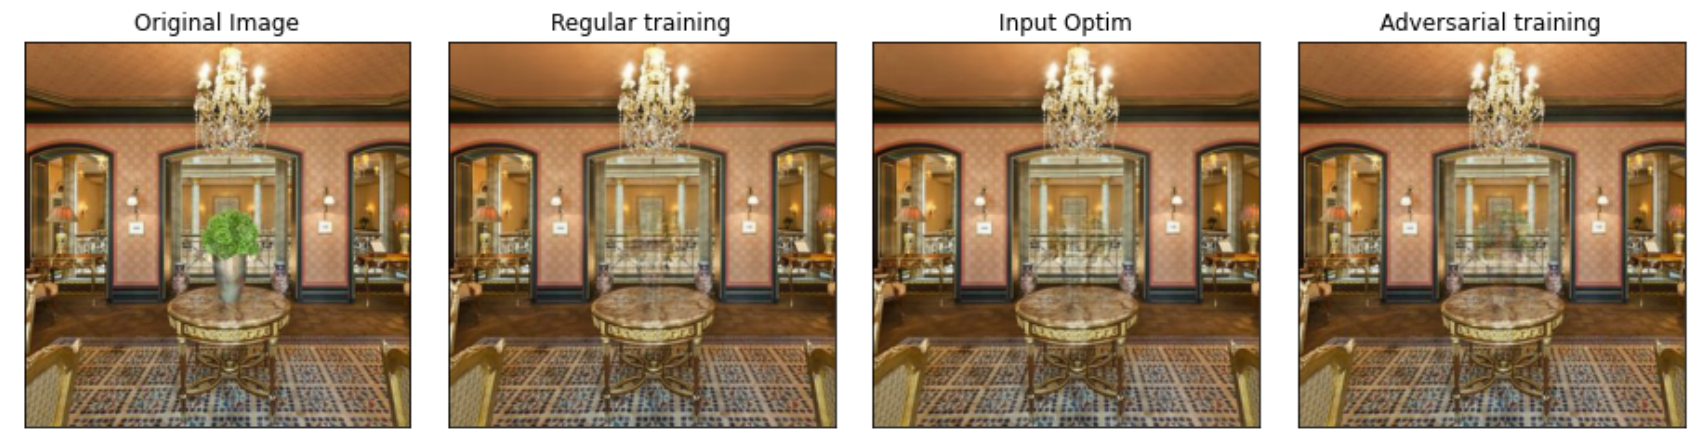 Original Image
Regular training
Input Optim
Adversarial training